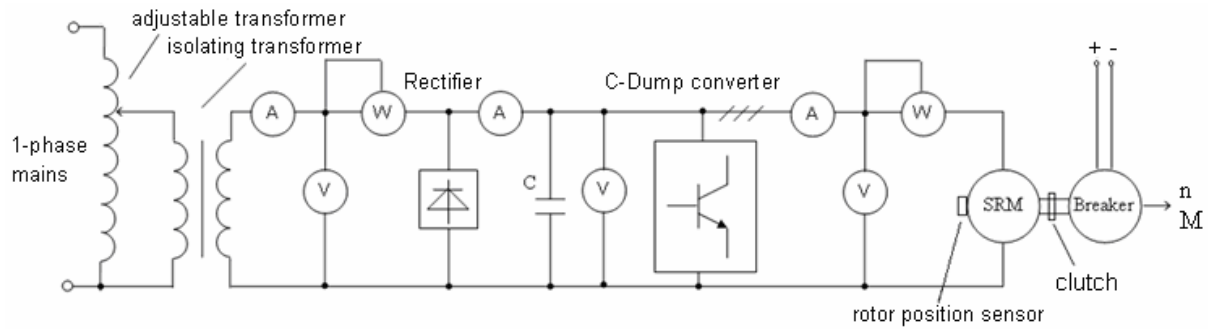 adjustable transformer
isolating transformer
1-phase
mains
A
V
W
Rectifier
A
C
V
C-Dump converter
A
V
W
SRM
+ -
Breaker
n
M
clutch
rotor position sensor